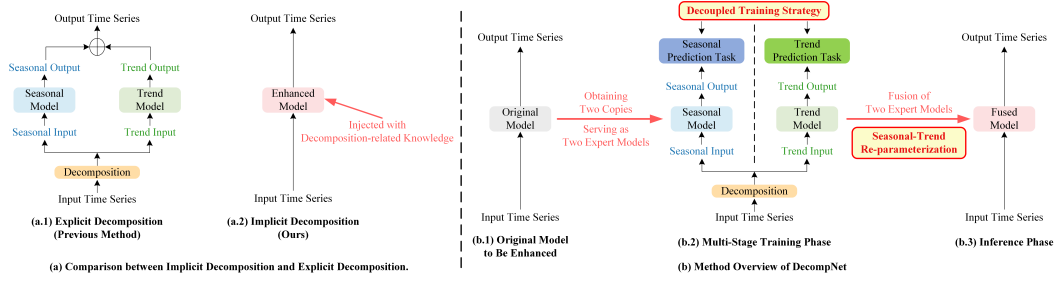 Output Time Series
Seasonal Output
Trend Output
Seasonal
Model
Trend
Model
Seasonal Input
Trend Input
Decomposition
Input Time Series
(a.1) Explicit Decomposition
(Previous Method)
Output Time Series
Enhanced
Model
Injected with
Decomposition-related Knowledge
Input Time Series
(a.2) Implicit Decomposition
(Ours)
(a) Comparison between Implicit Decomposition and Explicit Decomposition.
Output Time Series
Original
Model
Input Time Series
(b.1) Original Model
to Be Enhanced
Obtaining
Two Copies
Serving as
Two Expert Models
Decoupled Training Strategy
Seasonal
Prediction Task
Trend
Prediction Task
Seasonal Output
Trend Output
Seasonal Model
Trend Model
Seasonal Input
Trend Input
Decomposition
Input Time Series
(b.2) Multi-Stage Training Phase
Fusion of
Two Expert Models
Seasonal-Trend
Re-parameterization
Output Time Series
Fused
Model
Input Time Series
(b.3) Inference Phase
(b) Method Overview of DecompNet